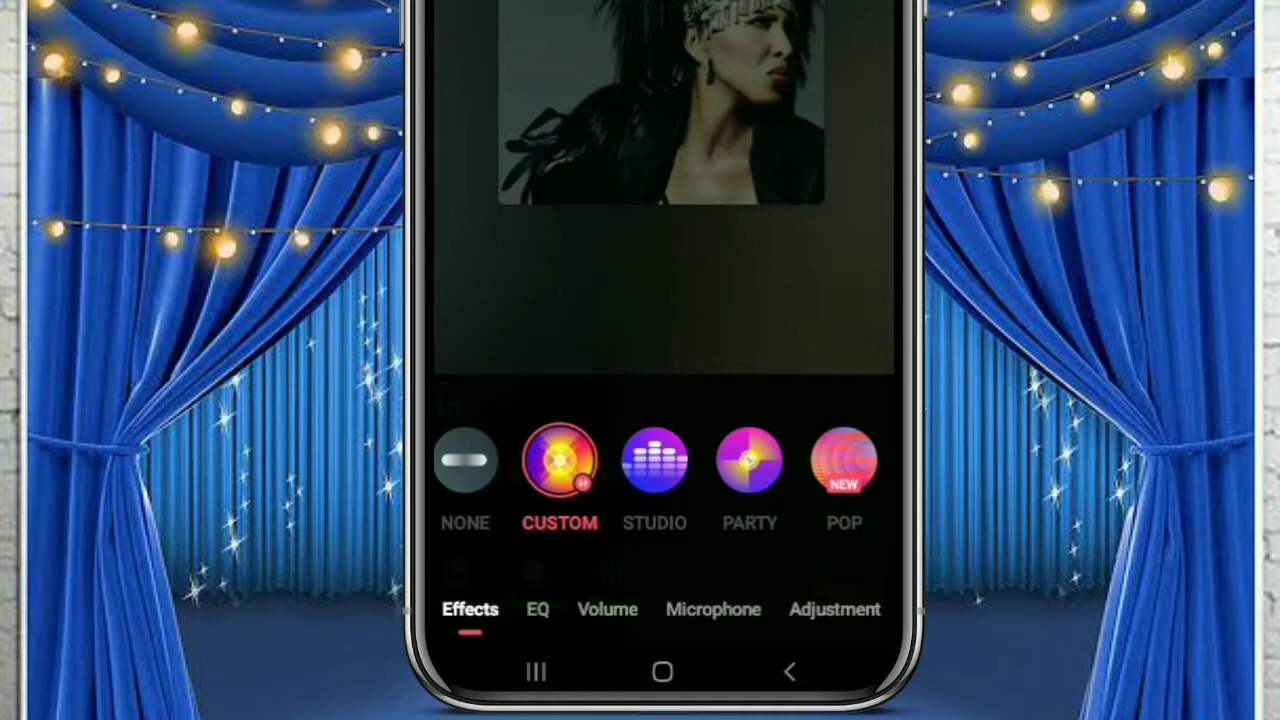 NEW
NONE CUSTOM STUDIO PARTY POP
Effects EQ Volume Microphone Adjustment